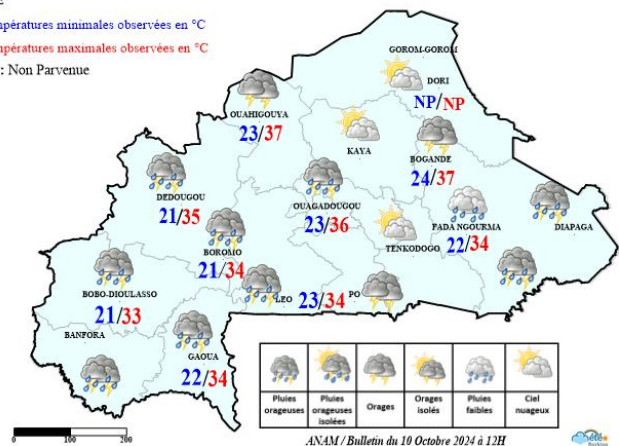 mpératures minimales observées en °C
mpératures maximales observées en °C
: Non Parvenue
GOROM-GOROM
DORI
NP/NP
OUAHIGOUYA
23/37
KAYA
BOGANDE
24/37
DEDOUGOU
21/35
OUAGADOUGOU
23/36
FADA NGOURMA
22/34
DIAPAGA
BOROMO
21/34
TENKODOGO
BOBO-DIOULASSO
21/33
LEO
23/34
PO
BANFORA
GAOUA
22/34
Pluies orageuses
Pluies orageuses isolées
Orages
Orages isolés
Pluies faibles
Ciel nuageux
0 100 200
ANAM / Bulletin du 10 Octobre 2024 à 12H